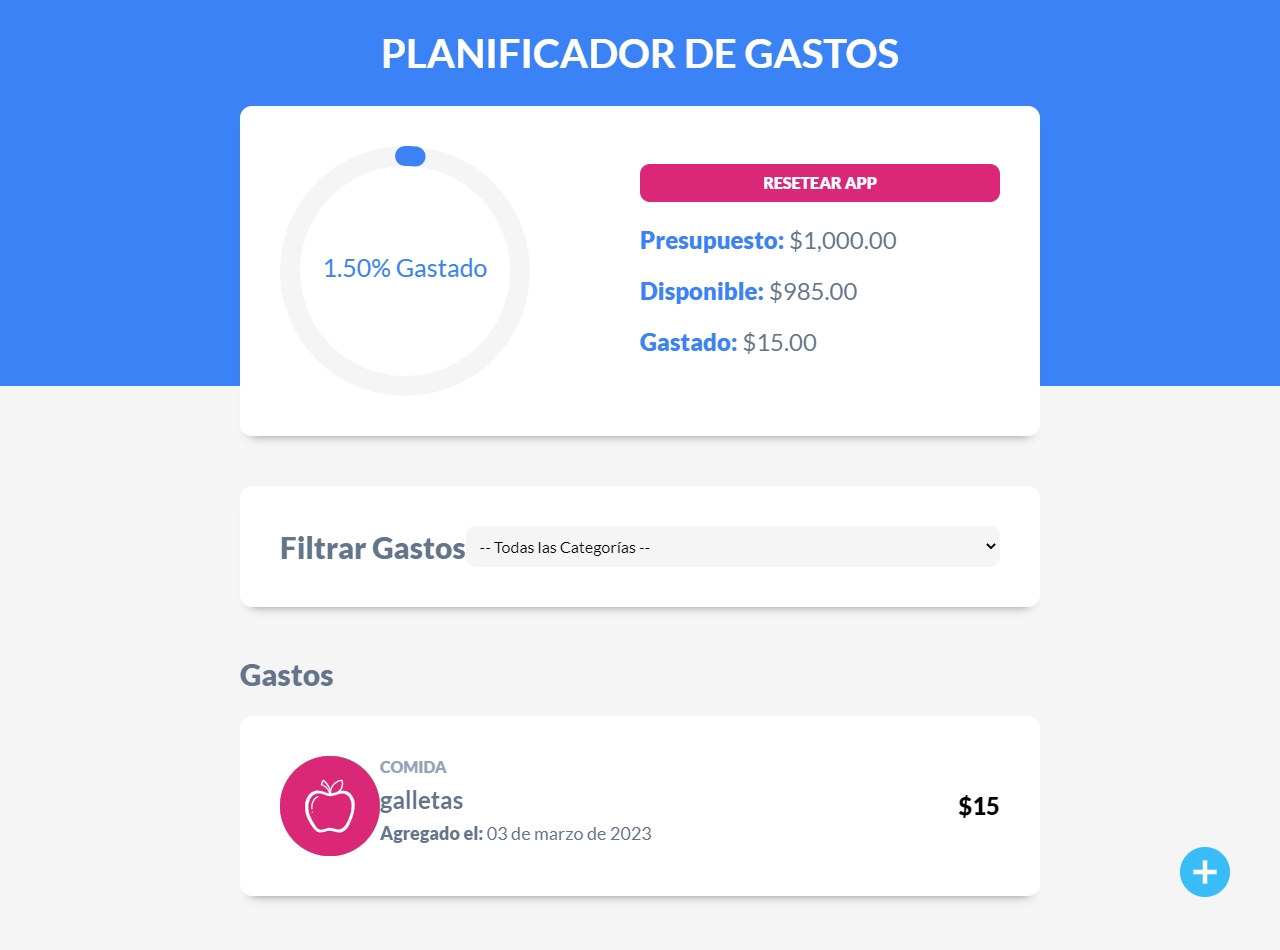 PLANIFICADOR DE GASTOS
1.50% Gastado
RESETEAR APP
Presupuesto: $1,000.00
Disponible: $985.00
Gastado: $15.00
Filtrar Gastos
-- Todas las Categorías --
Gastos
COMIDA
galletas
Agregado el: 03 de marzo de 2023
$15